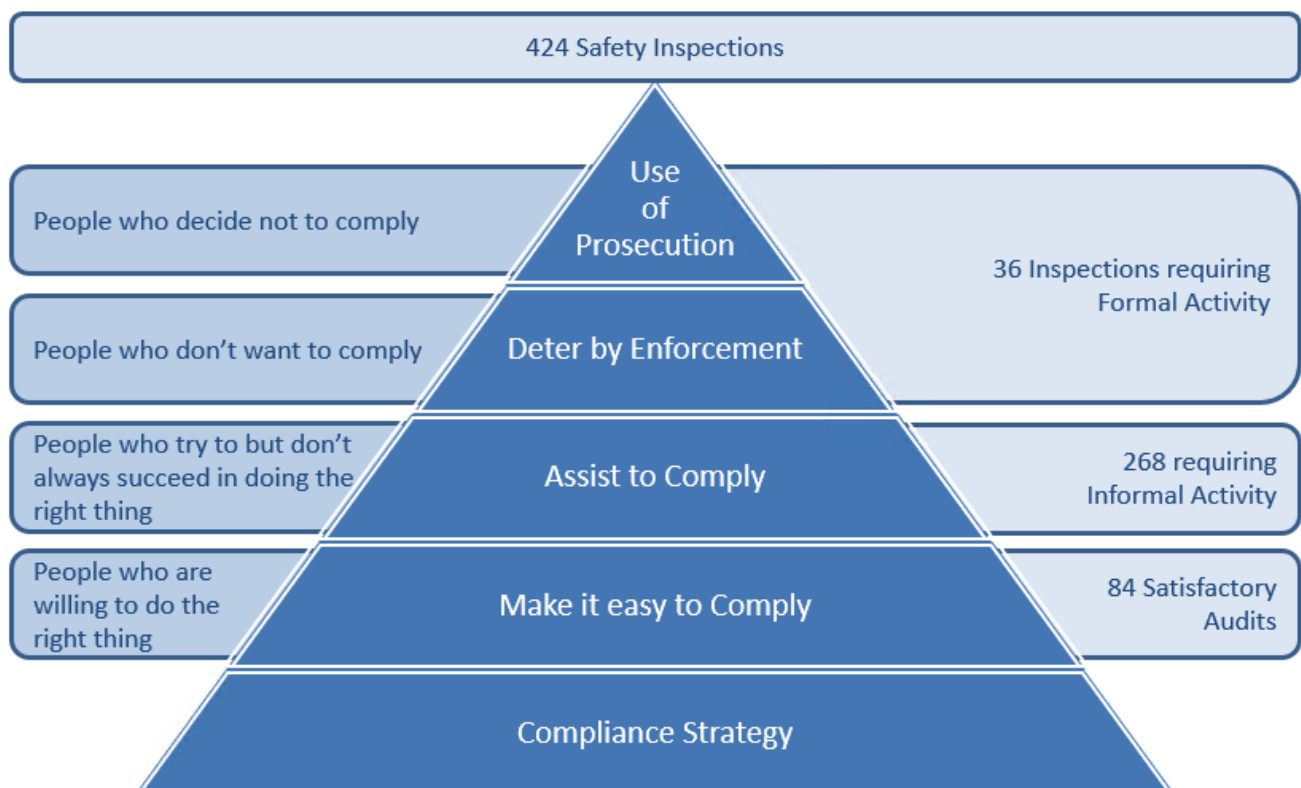 424 Safety Inspections
Use
of
Prosecution
People who decide not to comply
36 Inspections requiring
Formal Activity
People who don’t want to comply
Deter by Enforcement
People who try to but don’t
always succeed in doing the
right thing
Assist to Comply
268 requiring
Informal Activity
People who are
willing to do the
right thing
Make it easy to Comply
84 Satisfactory
Audits
Compliance Strategy